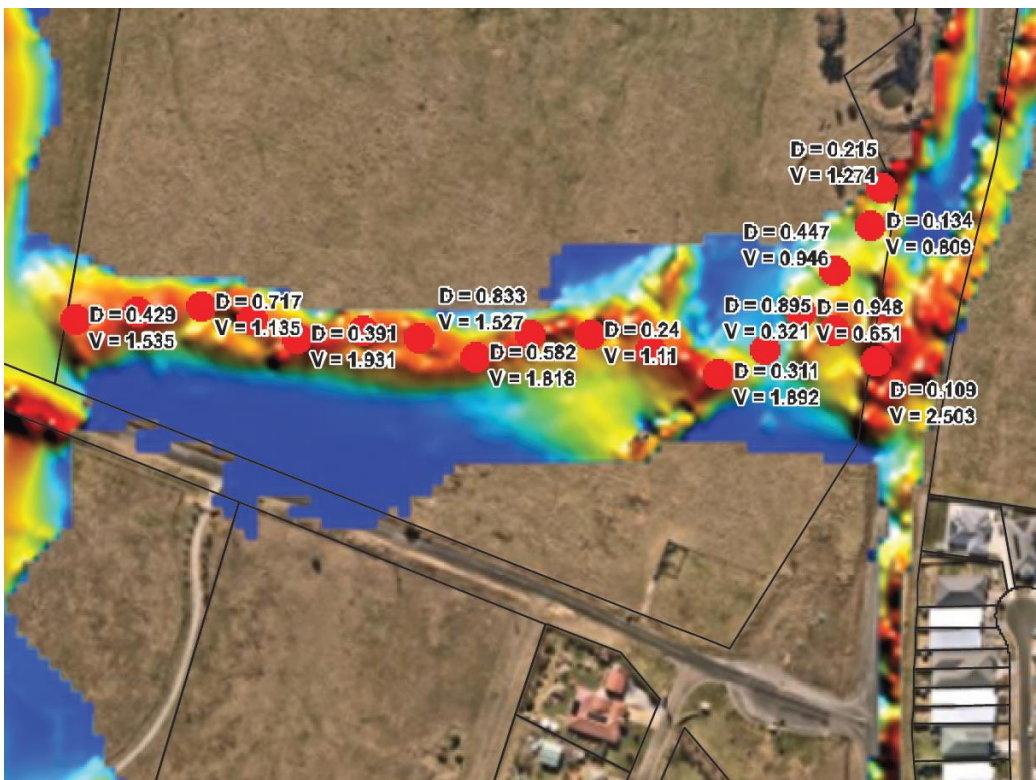 D = 0.215
V = 1.274
D = 0.134
V = 0.809
D = 0.447
V = 0.946
D = 0.833
V = 1.527
D = 0.895
V = 0.321
D = 0.948
V = 0.651
D = 0.429
V = 1.535
D = 0.717
V = 1.135
D = 0.391
V = 1.931
D = 0.582
V = 1.818
D = 0.24
V = 1.11
D = 0.311
V = 1.892
D = 0.109
V = 2.503